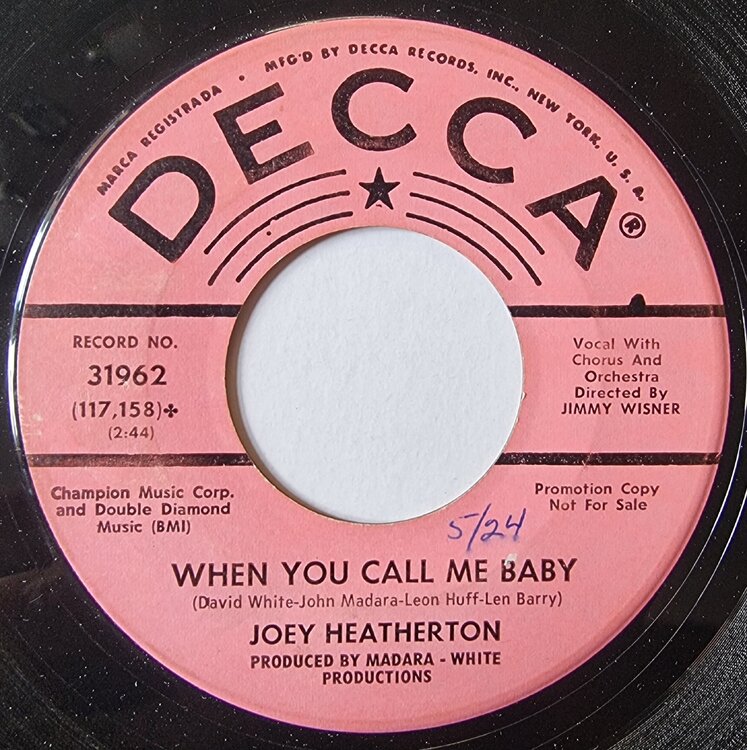 MARCA REGISTRADA • MFG'D BY DECCA RECORDS, INC., NEW YORK, U. S. A.
DECCA®
RECORD NO.
31962
(117,158)✤
(2:44)
Vocal With
Chorus And
Orchestra
Directed By
JIMMY WISNER
Champion Music Corp.
and Double Diamond
Music (BMI)
Promotion Copy
Not For Sale
5/24
WHEN YOU CALL ME BABY
(David White-John Madara-Leon Huff-Len Barry)
JOEY HEATHERTON
PRODUCED BY MADARA - WHITE
PRODUCTIONS